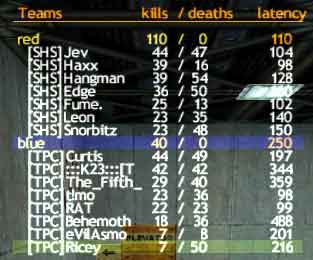 Teams kills / deaths latency
red 110 / 0 110
[SHS] Jev 44 / 47 104
[SHS] Haxx 39 / 16 98
[SHS] Hangman 39 / 54 128
[SHS] Edge 36 / 50
[SHS] Fume. 25 / 13 102
[SHS] Leon 23 / 35 140
[SHS] Snorbitz 23 / 48 150
blue 40 / 0 250
[TPC] Curtis 44 / 49 197
[TPC] :::K23:::[T 42 / 42 344
[TPC] The_Fifth_ 29 / 40 359
[TPC] tmo 23 / 36
[TPC] RAT 22 / 23 99
[TPC] Behemoth 18 / 36 488
[TPC] eVilAsmo 7 / 8 201
[TPC] Ricey 7 / 50 216